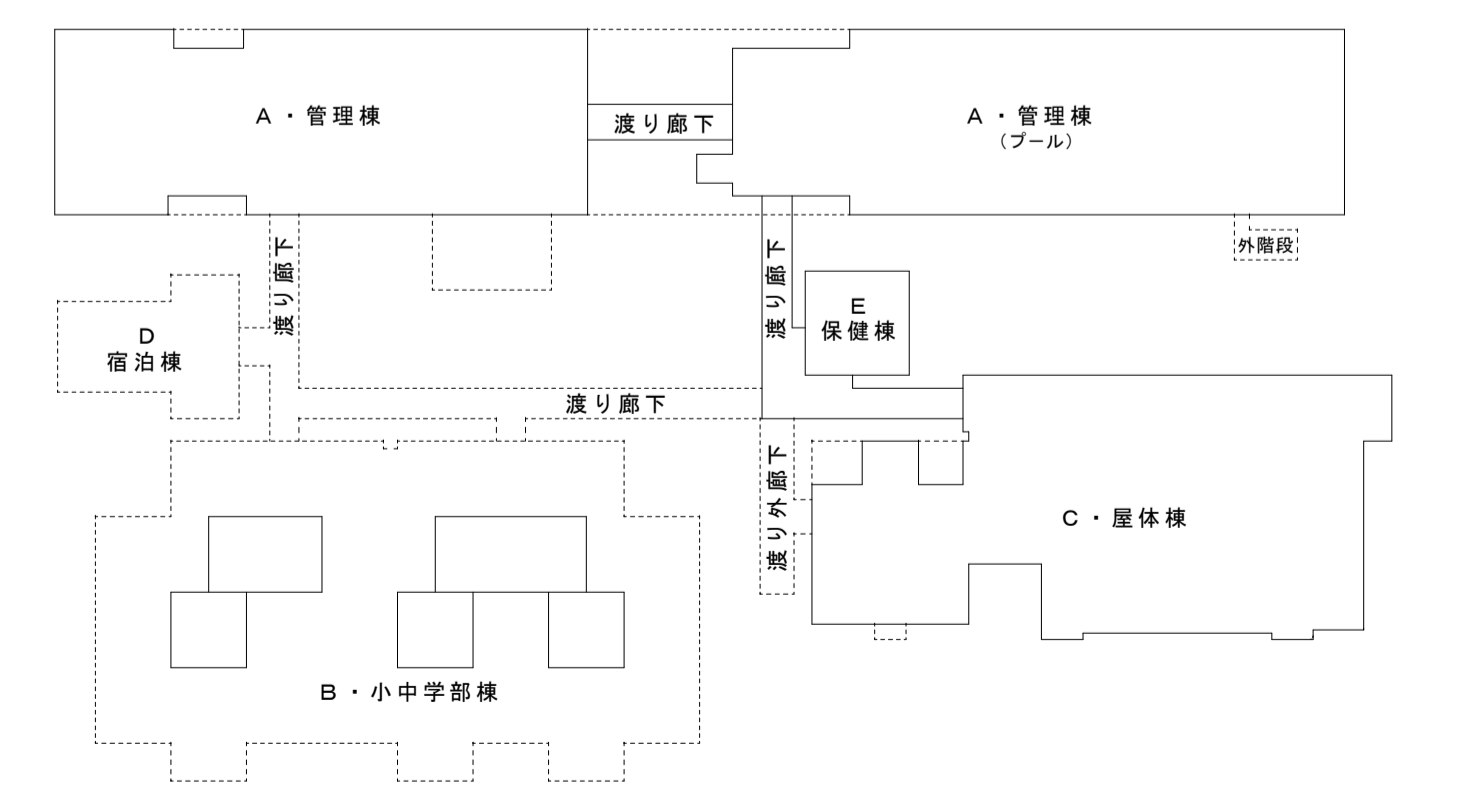 A・管理棟
渡り廊下
A・管理棟
（プール）
外階段
渡り廊下
渡り廊下
D
宿泊棟
E
保健棟
渡り廊下
渡り外廊下
C・屋体棟
B・小中学部棟